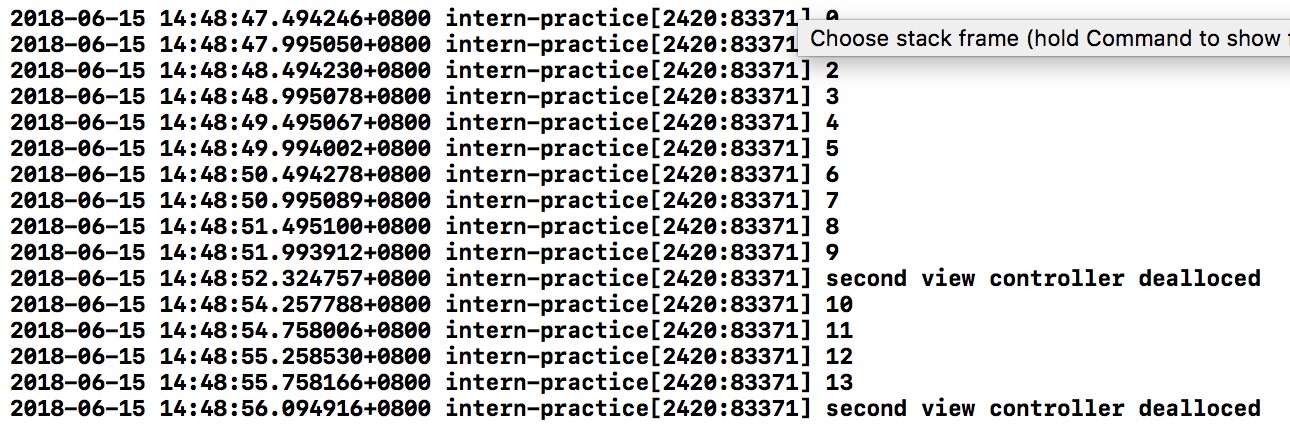 2018-06-15 14:48:47.494246+0800 intern-practice[2420:83371] 0
2018-06-15 14:48:47.995050+0800 intern-practice[2420:83371]
Choose stack frame (hold Command to show
2018-06-15 14:48:48.494230+0800 intern-practice[2420:83371] 2
2018-06-15 14:48:48.995078+0800 intern-practice[2420:83371] 3
2018-06-15 14:48:49.495067+0800 intern-practice[2420:83371] 4
2018-06-15 14:48:49.994002+0800 intern-practice[2420:83371] 5
2018-06-15 14:48:50.494278+0800 intern-practice[2420:83371] 6
2018-06-15 14:48:50.995089+0800 intern-practice[2420:83371] 7
2018-06-15 14:48:51.495100+0800 intern-practice[2420:83371] 8
2018-06-15 14:48:51.993912+0800 intern-practice[2420:83371] 9
2018-06-15 14:48:52.324757+0800 intern-practice[2420:83371] second view controller dealloced
2018-06-15 14:48:54.257788+0800 intern-practice[2420:83371] 10
2018-06-15 14:48:54.758006+0800 intern-practice[2420:83371] 11
2018-06-15 14:48:55.258530+0800 intern-practice[2420:83371] 12
2018-06-15 14:48:55.758166+0800 intern-practice[2420:83371] 13
2018-06-15 14:48:56.094916+0800 intern-practice[2420:83371] second view controller dealloced